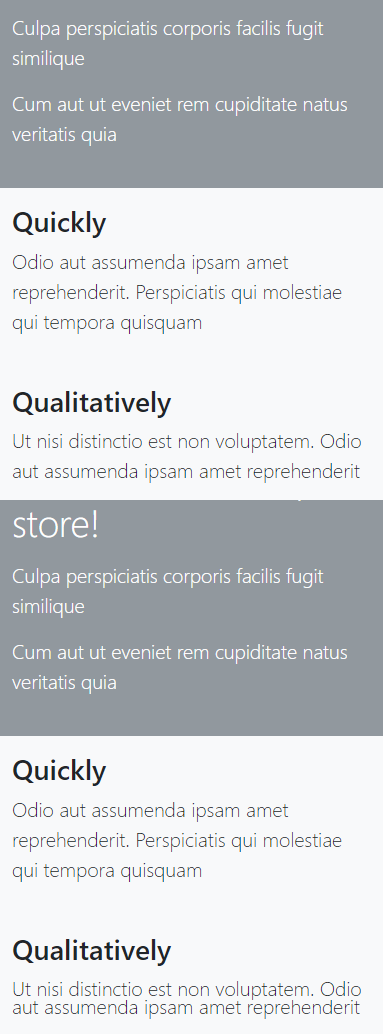 Culpa perspiciatis corporis facilis fugit
similique
Cum aut ut eveniet rem cupiditate natus
veritatis quia
Quickly
Odio aut assumenda ipsam amet
reprehenderit. Perspiciatis qui molestiae
qui tempora quisquam
Qualitatively
Ut nisi distinctio est non voluptatem. Odio
aut assumenda ipsam amet reprehenderit
store!
Culpa perspiciatis corporis facilis fugit
similique
Cum aut ut eveniet rem cupiditate natus
veritatis quia
Quickly
Odio aut assumenda ipsam amet
reprehenderit. Perspiciatis qui molestiae
qui tempora quisquam
Qualitatively
Ut nisi distinctio est non voluptatem. Odio
aut assumenda ipsam amet reprehenderit